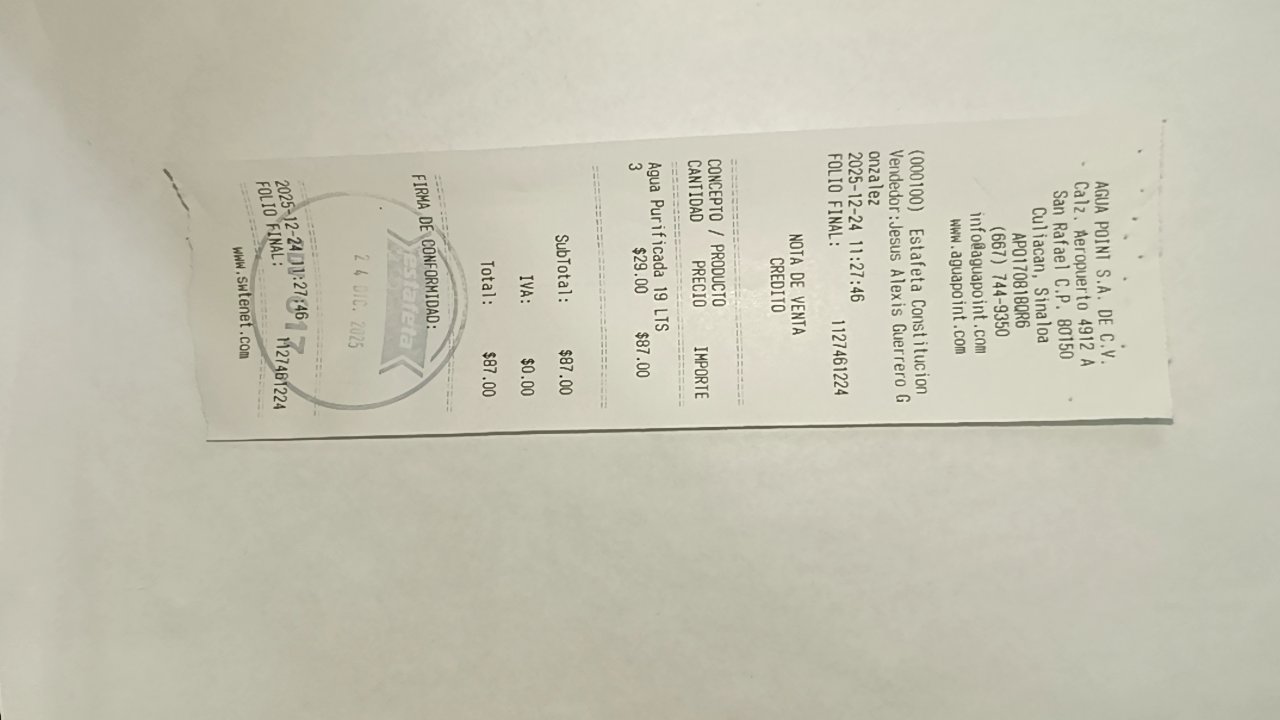 AGUA POINT S.A. DE C.V.
Calz. Aeropuerto 4912 A
San Rafael C.P. 80150
Culiacan, Sinaloa
APO170818QR6
(667) 744-9350
info@aguapoint.com
www.aguapoint.com
(000100) Estafeta Constitucion
Vendedor:Jesus Alexis Guerrero G
onzalez
2025-12-24 11:27:46
FOLIO FINAL: 1127461224
NOTA DE VENTA
CREDITO
CONCEPTO / PRODUCTO
CANTIDAD PRECIO IMPORTE
Agua Purificada 19 LTS
3 $29.00 $87.00
SubTotal: $87.00
IVA: $0.00
Total: $87.00
FIRMA DE CONFORMIDAD:
estafeta
24 DIC. 2025
2025-12-24 11:27:46
FOLIO FINAL: 1127461224
www.swtenet.com